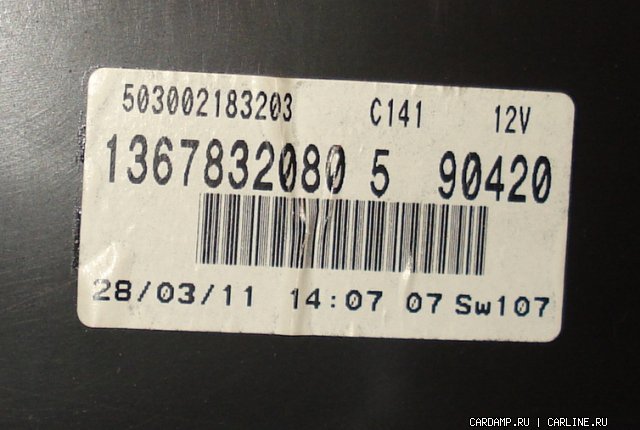 503002183203 C141 12V
1367832080 5 90420
28/03/11 14:07 07 Sw107
CARDAMP.RU | CARLINE.RU